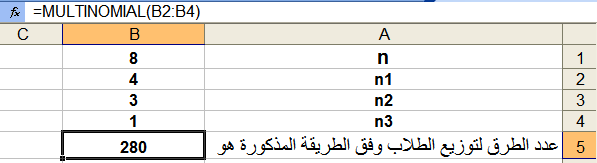 fx =MULTINOMIAL(B2:B4)
C B A
8 n 1
4 n1 2
3 n2 3
1 n3 4
280 عدد الطرق لتوزيع الطلاب وفق الطريقة المذكورة هو 5